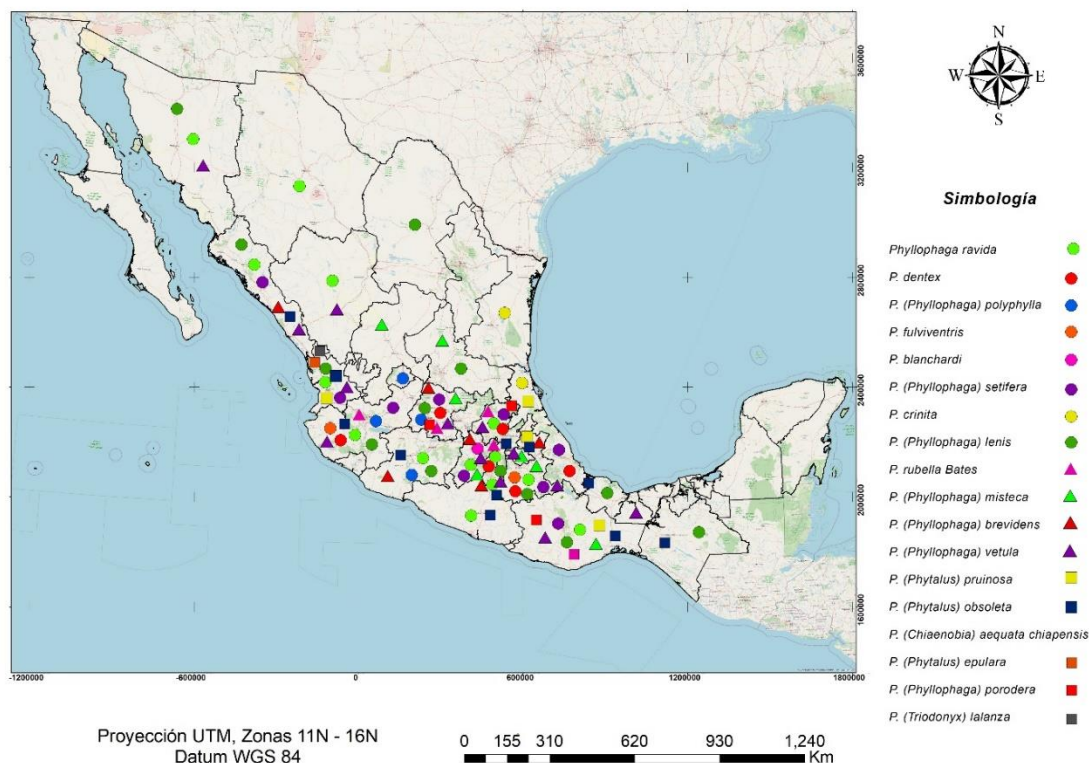 N
W E
S
Simbología
Phyllophaga ravida
P. dentex
P. (Phyllophaga) polyphylla
P. fulviventris
P. blanchardi
P. (Phyllophaga) setifera
P. crinita
P. (Phyllophaga) lenis
P. rubella Bates
P. (Phyllophaga) misteca
P. (Phyllophaga) brevidens
P. (Phyllophaga) vetula
P. (Phytalus) pruinosa
P. (Phytalus) obsoleta
P. (Chiaenobia) aequata chiapensis
P. (Phytalus) epulara
P. (Phyllophaga) porodera
P. (Triodonyx) lalanza
3600000
3200000
2800000
2400000
2000000
1600000
-1200000 -600000 0 600000 1200000 1800000
Proyección UTM, Zonas 11N - 16N
Datum WGS 84
0 155 310 620 930 1,240
Km